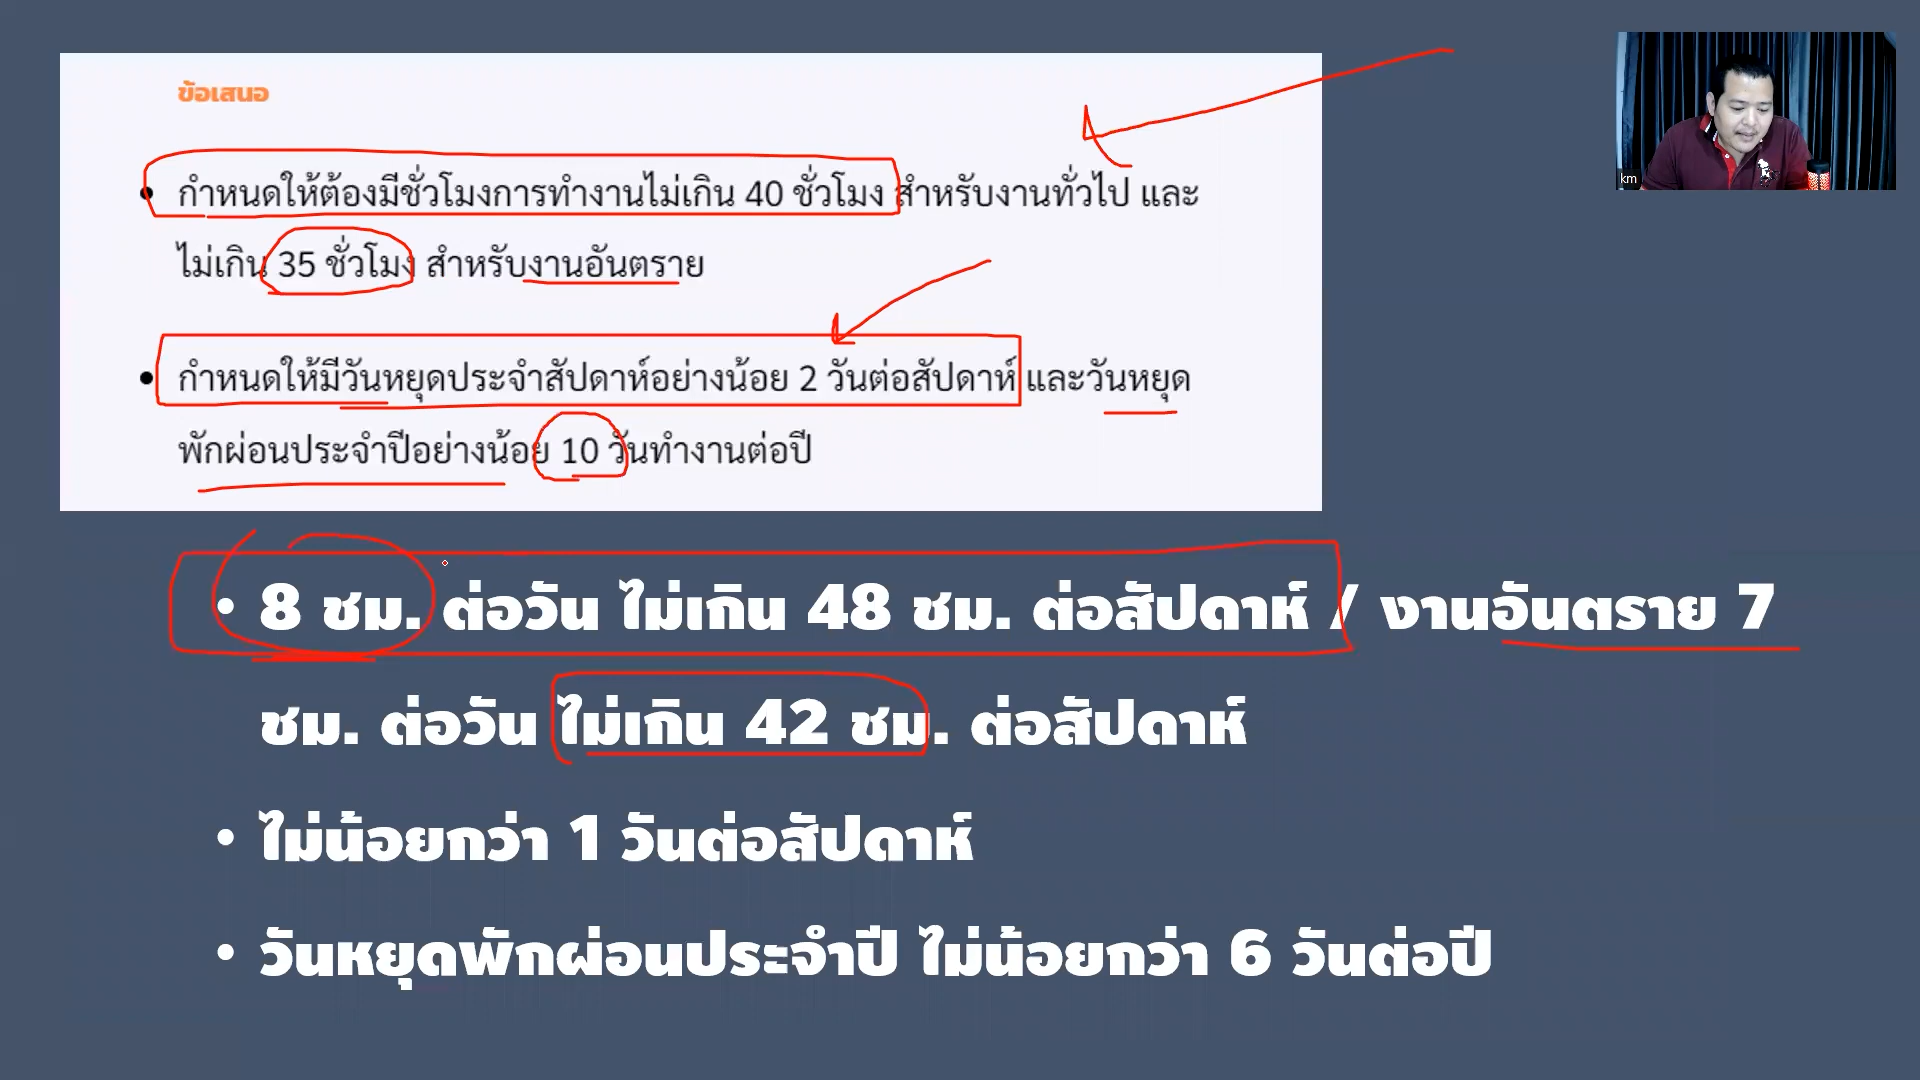 ข้อเสนอ
• กำหนดให้ต้องมีชั่วโมงการทำงานไม่เกิน 40 ชั่วโมง สำหรับงานทั่วไป และ
ไม่เกิน 35 ชั่วโมง สำหรับงานอันตราย
• กำหนดให้มีวันหยุดประจำสัปดาห์อย่างน้อย 2 วันต่อสัปดาห์ และวันหยุด
พักผ่อนประจำปีอย่างน้อย 10 วันทำงานต่อปี
km
• 8 ชม. ต่อวัน ไม่เกิน 48 ชม. ต่อสัปดาห์ / งานอันตราย 7
ชม. ต่อวัน ไม่เกิน 42 ชม. ต่อสัปดาห์
• ไม่น้อยกว่า 1 วันต่อสัปดาห์
• วันหยุดพักผ่อนประจำปี ไม่น้อยกว่า 6 วันต่อปี